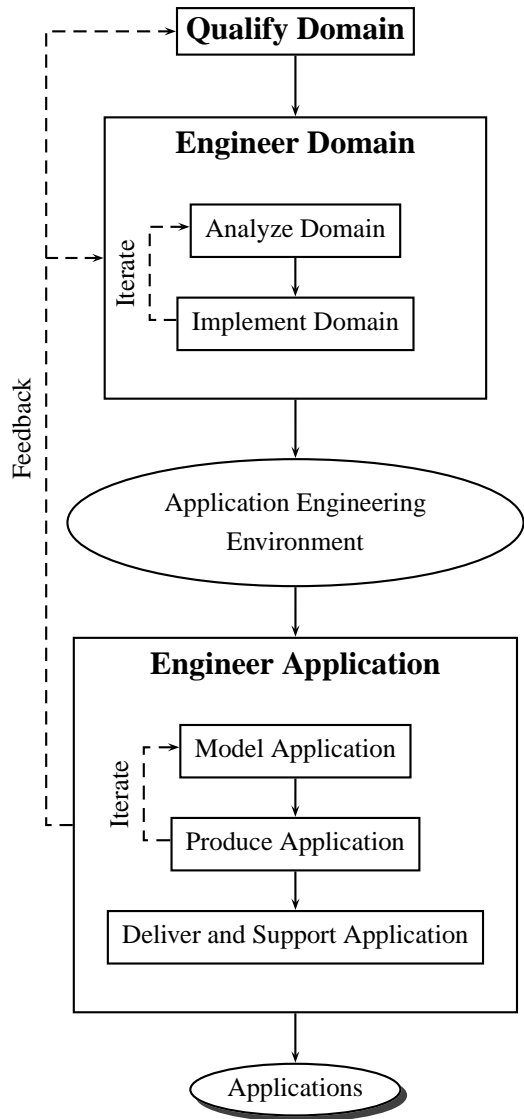 Qualify Domain
Engineer Domain
Analyze Domain
Iterate
Implement Domain
Feedback
Application Engineering
Environment
Engineer Application
Model Application
Iterate
Produce Application
Deliver and Support Application
Applications